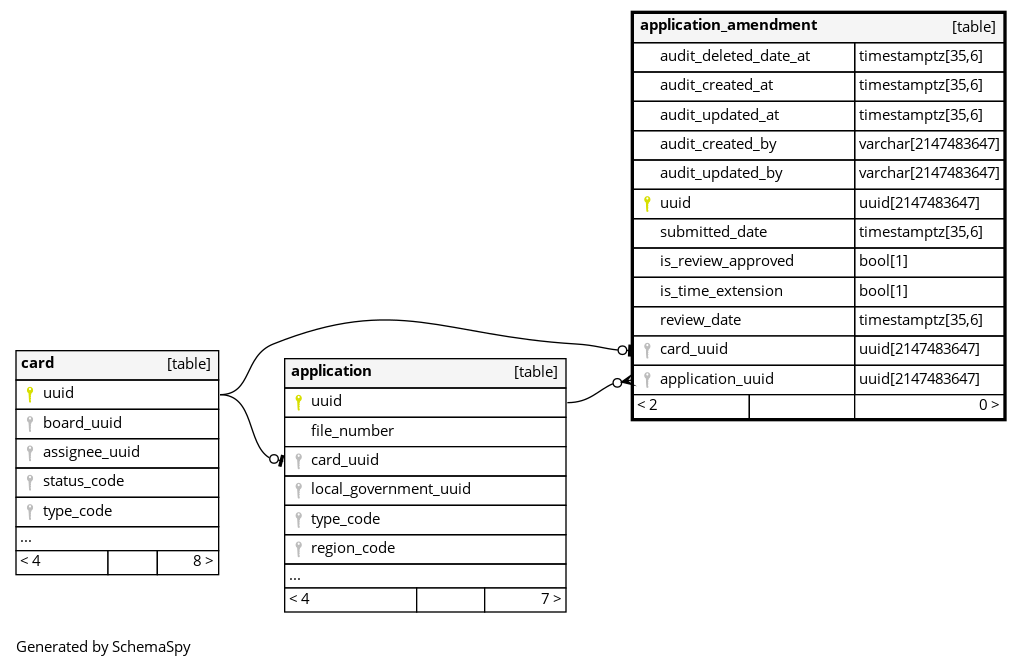 application_amendment [table]
audit_deleted_date_at timestamptz[35,6]
audit_created_at timestamptz[35,6]
audit_updated_at timestamptz[35,6]
audit_created_by varchar[2147483647]
audit_updated_by varchar[2147483647]
uuid uuid[2147483647]
submitted_date timestamptz[35,6]
is_review_approved bool[1]
is_time_extension bool[1]
review_date timestamptz[35,6]
card_uuid uuid[2147483647]
application_uuid uuid[2147483647]
< 2 0 >
card [table]
uuid
board_uuid
assignee_uuid
status_code
type_code
...
< 4 8 >
application [table]
uuid
file_number
card_uuid
local_government_uuid
type_code
region_code
...
< 4 7 >
Generated by SchemaSpy